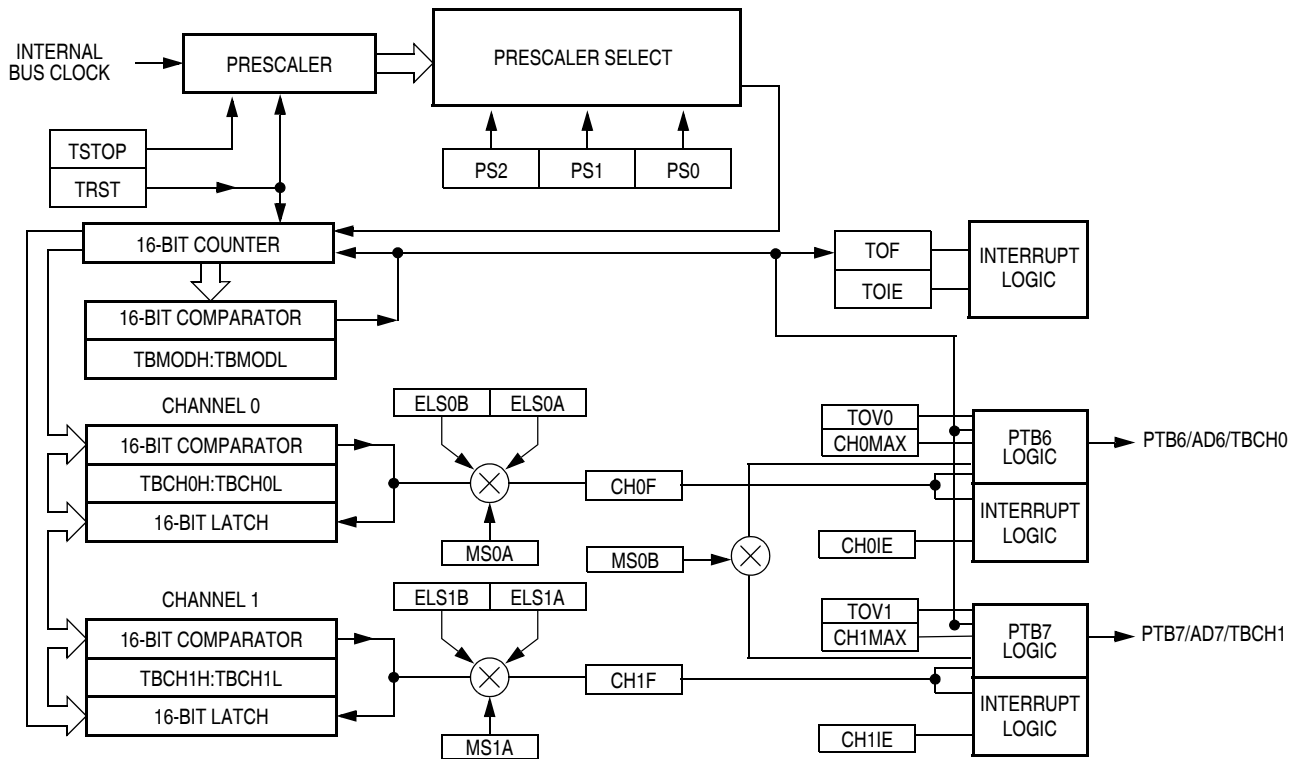 INTERNAL
BUS CLOCK
PRESCALER
PRESCALER SELECT
TSTOP
TRST
PS2
PS1
PS0
16-BIT COUNTER
TOF
TOIE
INTERRUPT
LOGIC
16-BIT COMPARATOR
TBMODH:TBMODL
CHANNEL 0
ELS0B
ELS0A
16-BIT COMPARATOR
TBCH0H:TBCH0L
16-BIT LATCH
MS0A
CH0F
TOV0
CH0MAX
PTB6
LOGIC
PTB6/AD6/TBCH0
INTERRUPT
LOGIC
CH0IE
MS0B
CHANNEL 1
ELS1B
ELS1A
16-BIT COMPARATOR
TBCH1H:TBCH1L
16-BIT LATCH
MS1A
CH1F
TOV1
CH1MAX
PTB7
LOGIC
PTB7/AD7/TBCH1
INTERRUPT
LOGIC
CH1IE